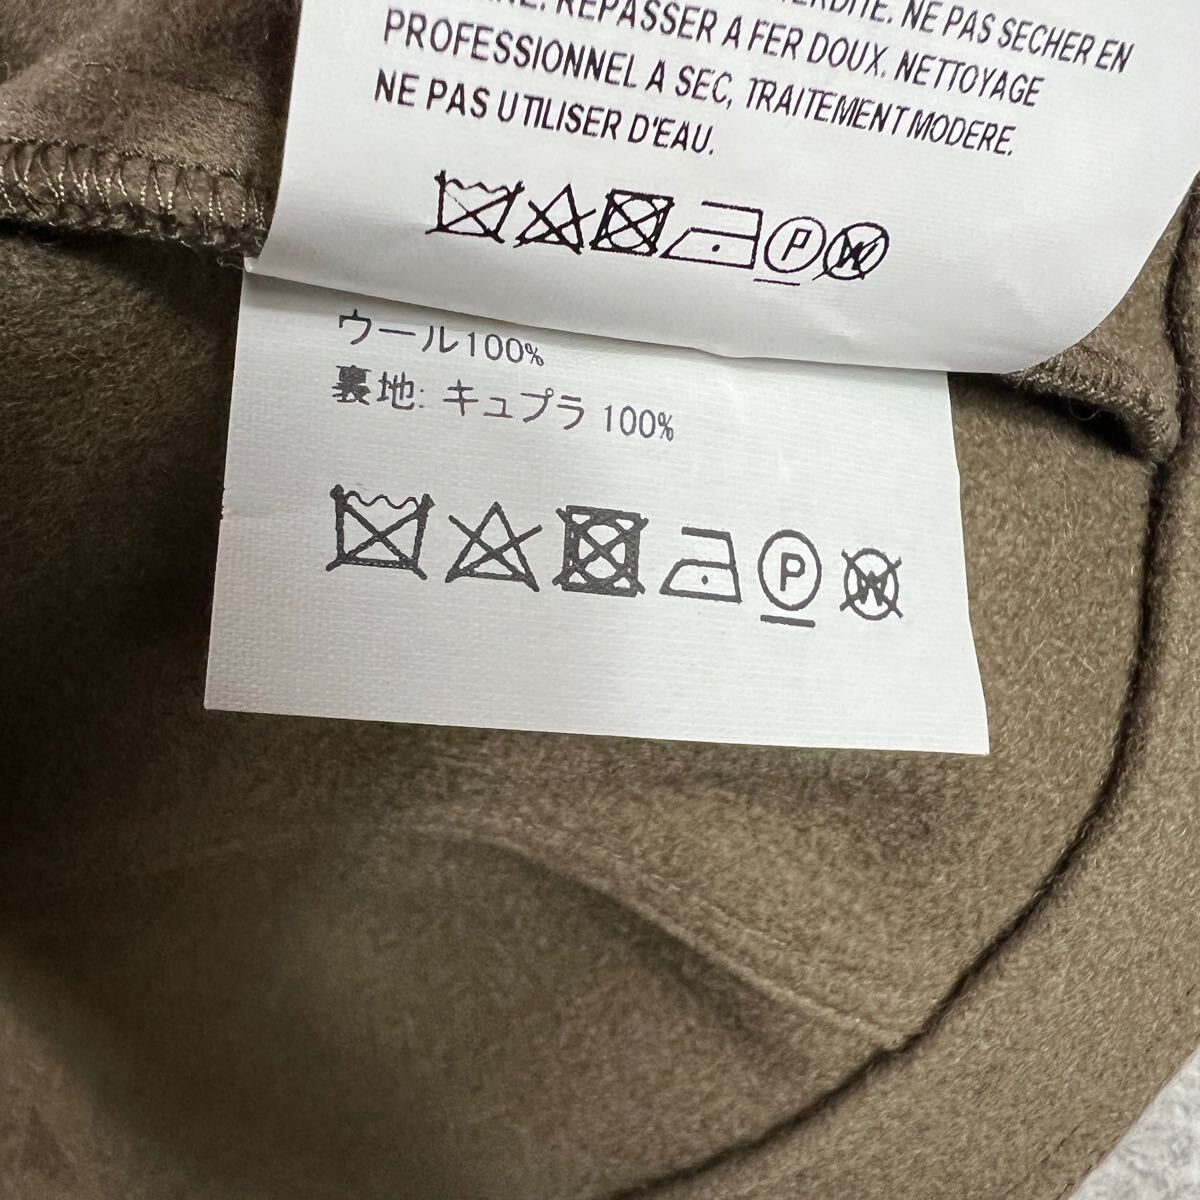 NE PAS SECHER EN
REPASSER A FER DOUX. NETTOYAGE
PROFESSIONNEL A SEC, TRAITEMENT MODERE.
NE PAS UTILISER D'EAU.
P W
ウール100%
裏地: キュプラ 100%
P W